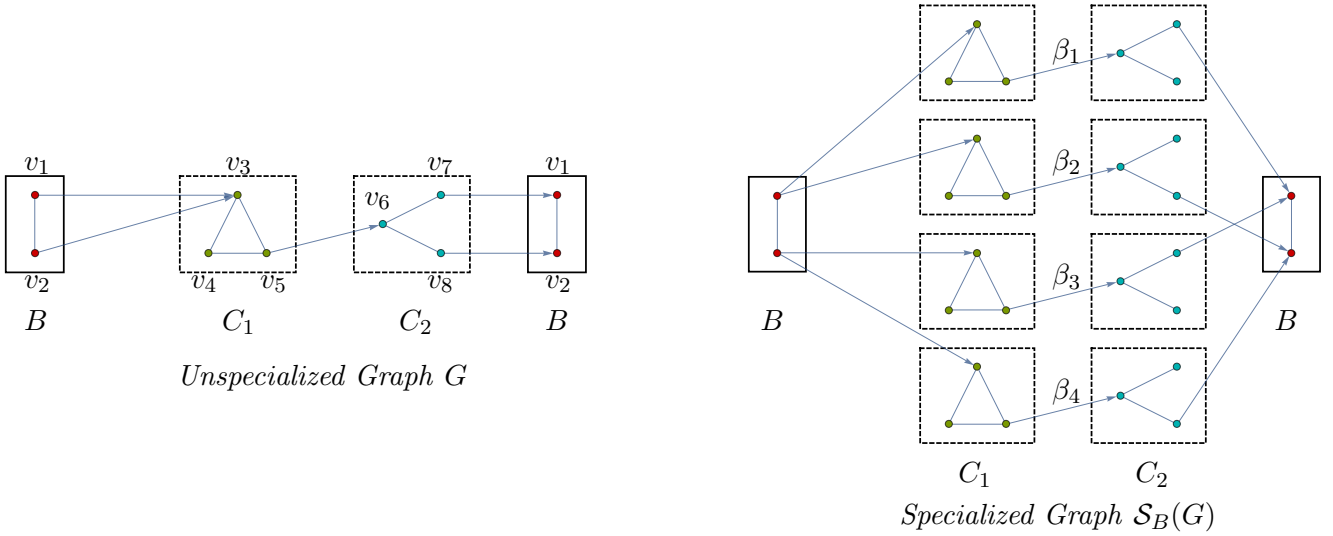 v₁ v₃ v₇ v₁
v₆
v₂ v₄ v₅ v₈ v₂
B C₁ C₂ B
Unspecialized Graph G
β₁
β₂
β₃
B B
β₄
C₁ C₂
Specialized Graph 𝒮_B(G)